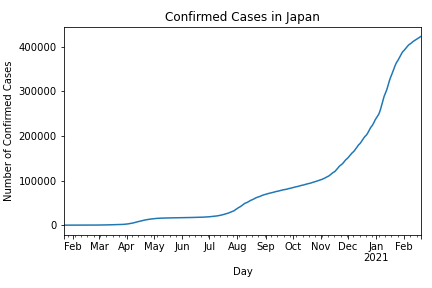 Confirmed Cases in Japan
400000
300000
200000
100000
0
Number of Confirmed Cases
Feb Mar Apr May Jun Jul Aug Sep Oct Nov Dec Jan Feb
2021
Day